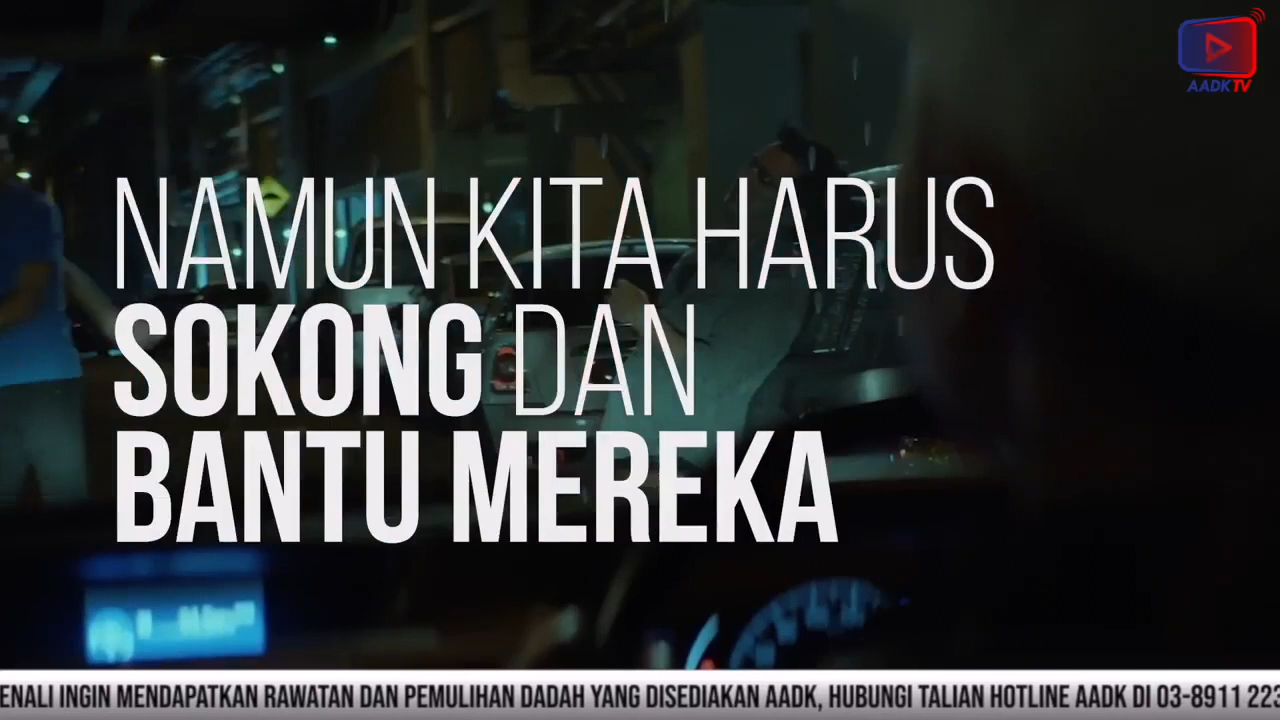 AADK TV
NAMUN KITA HARUS
SOKONG DAN
BANTU MEREKA
ENALI INGIN MENDAPATKAN RAWATAN DAN PEMULIHAN DADAH YANG DISEDIAKAN AADK, HUBUNGI TALIAN HOTLINE AADK DI 03-8911 223